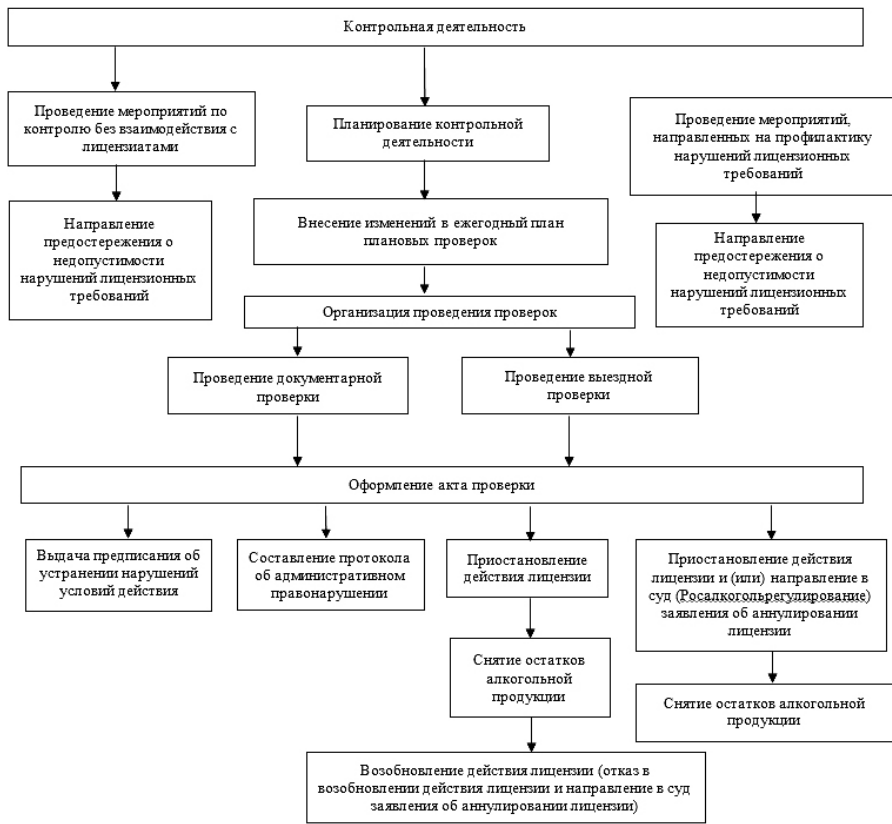 Контрольная деятельность
Проведение мероприятий по
контролю без взаимодействия с
лицензиатами
Планирование контрольной
деятельности
Проведение мероприятий,
направленных на профилактику
нарушений лицензионных
требований
Направление
предостережения о
недопустимости
нарушений лицензионных
требований
Внесение изменений в ежегодный план
плановых проверок
Направление
предостережения о
недопустимости
нарушений лицензионных
требований
Организация проведения проверок
Проведение документарной
проверки
Проведение выездной
проверки
Оформление акта проверки
Выдача предписания об
устранении нарушений
условий действия
Составление протокола
об административном
правонарушении
Приостановление
действия лицензии
Приостановление действия
лицензии и (или) направление в
суд (Росалкогольрегулирование)
заявления об аннулировании
лицензии
Снятие остатков
алкогольной
продукции
Снятие остатков алкогольной
продукции
Возобновление действия лицензии (отказ в
возобновлении действия лицензии и направление в суд
заявления об аннулировании лицензии)